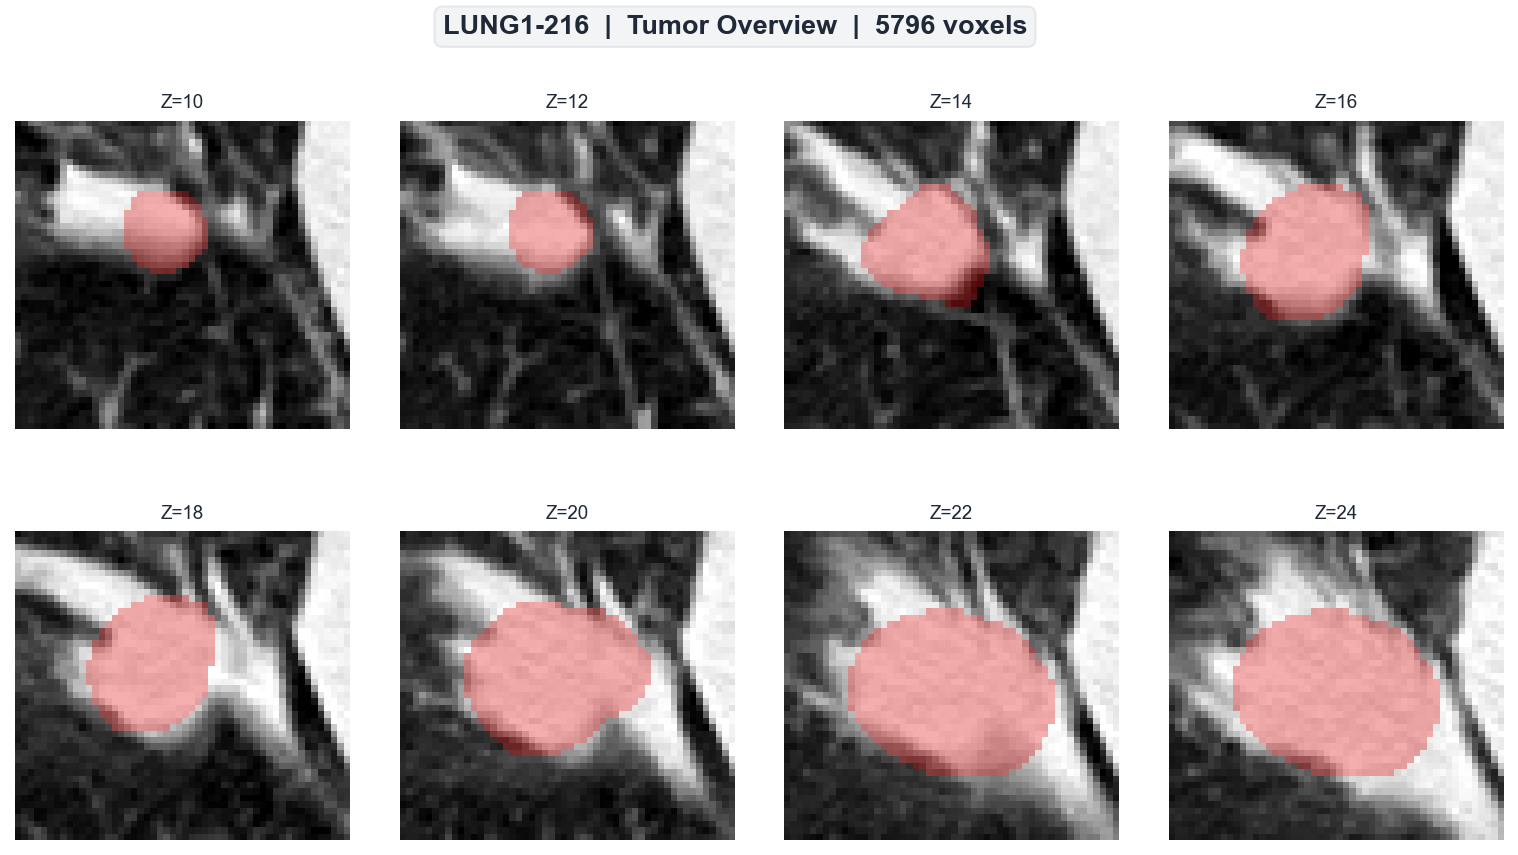 LUNG1-216 | Tumor Overview | 5796 voxels
Z=10
Z=12
Z=14
Z=16
Z=18
Z=20
Z=22
Z=24